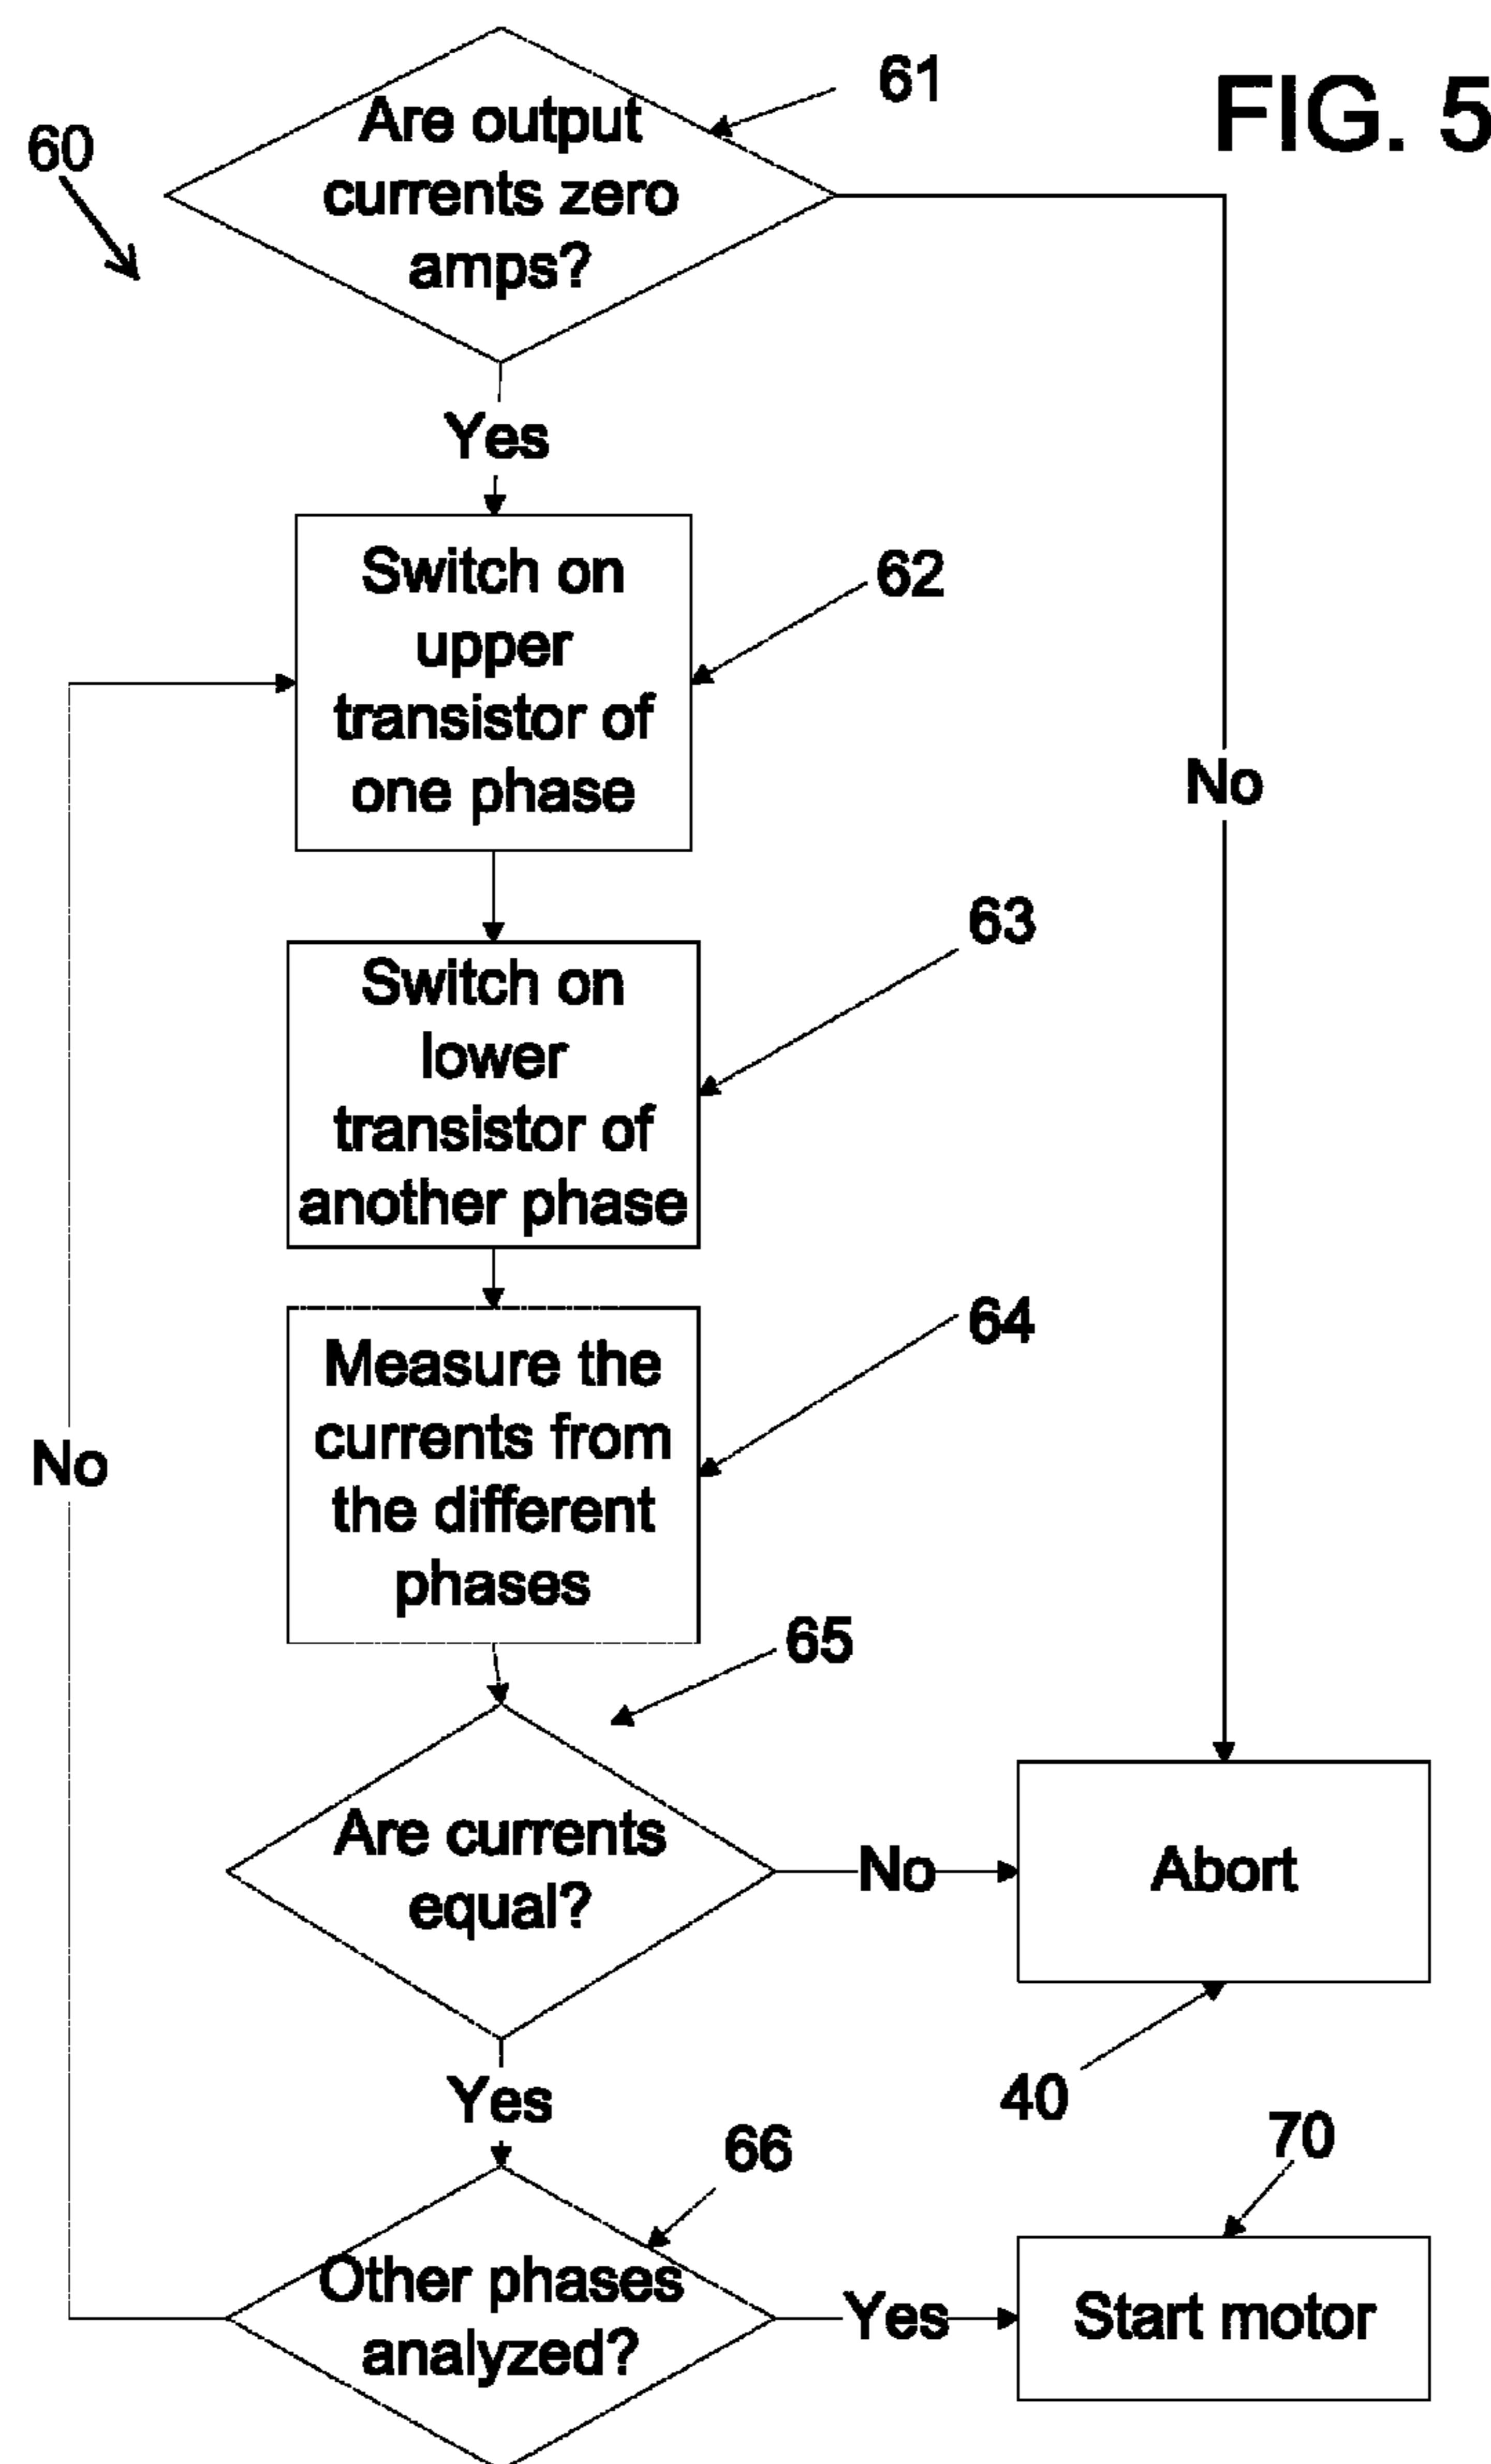 FIG. 5
60
61
Are output
currents zero
amps?
Yes
Switch on
upper
transistor of
one phase
62
No
Switch on
lower
transistor of
another phase
63
Measure the
currents from
the different
phases
64
No
65
Are currents
equal?
No
Abort
40
Yes
66
70
Other phases
analyzed?
Yes
Start motor